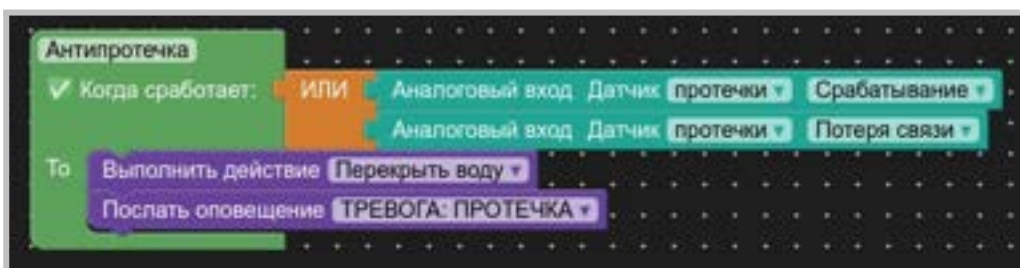 Антипротечка
Когда сработает: ИЛИ Аналоговый вход Датчик протечки Срабатывание
Аналоговый вход Датчик протечки Потеря связи
То Выполнить действие Перекрыть воду
Послать оповещение ТРЕВОГА: ПРОТЕЧКА